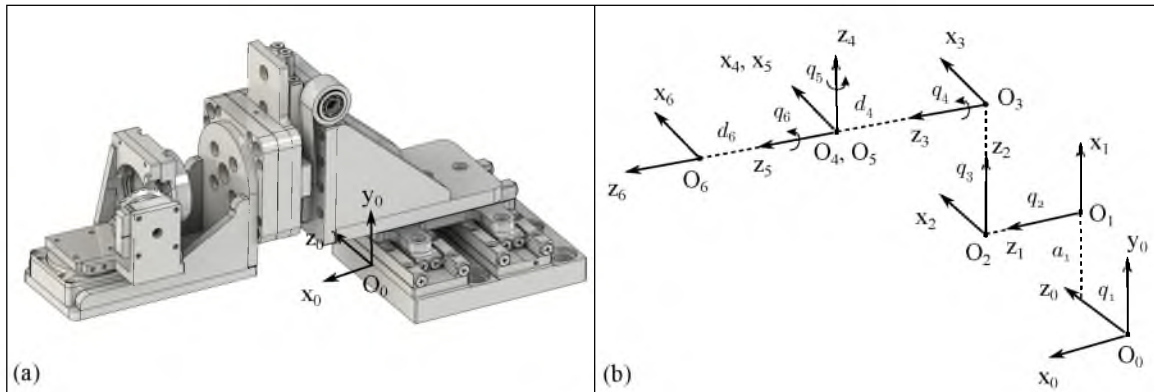 y₀
z₀
O₀
x₀
(a)
z₄
x₃
x₄, x₅
q₅
x₆
d₄
q₄
O₃
q₆
d₆
z₃
x₁
O₄, O₅
z₂
z₅
q₃
z₆
O₆
q₂
x₂
O₁
z₁
O₂
a₁
y₀
z₀
q₁
O₀
x₀
(b)